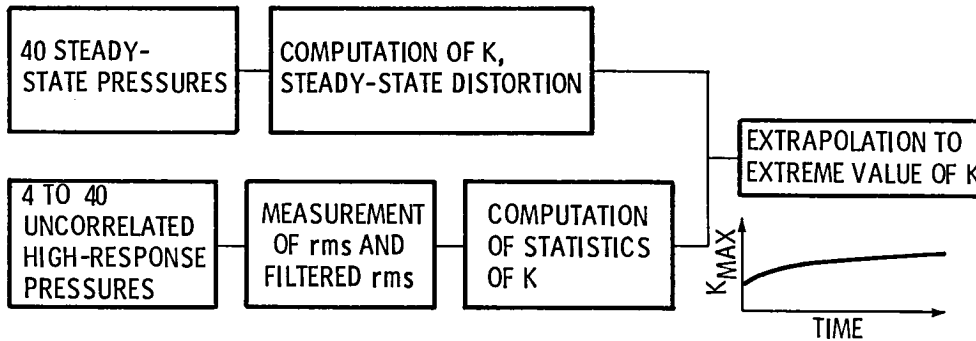 40 STEADY-
STATE PRESSURES
COMPUTATION OF K,
STEADY-STATE DISTORTION
EXTRAPOLATION TO
EXTREME VALUE OF K
4 TO 40
UNCORRELATED
HIGH-RESPONSE
PRESSURES
MEASUREMENT
OF rms AND
FILTERED rms
COMPUTATION
OF STATISTICS
OF K
KMAX
TIME